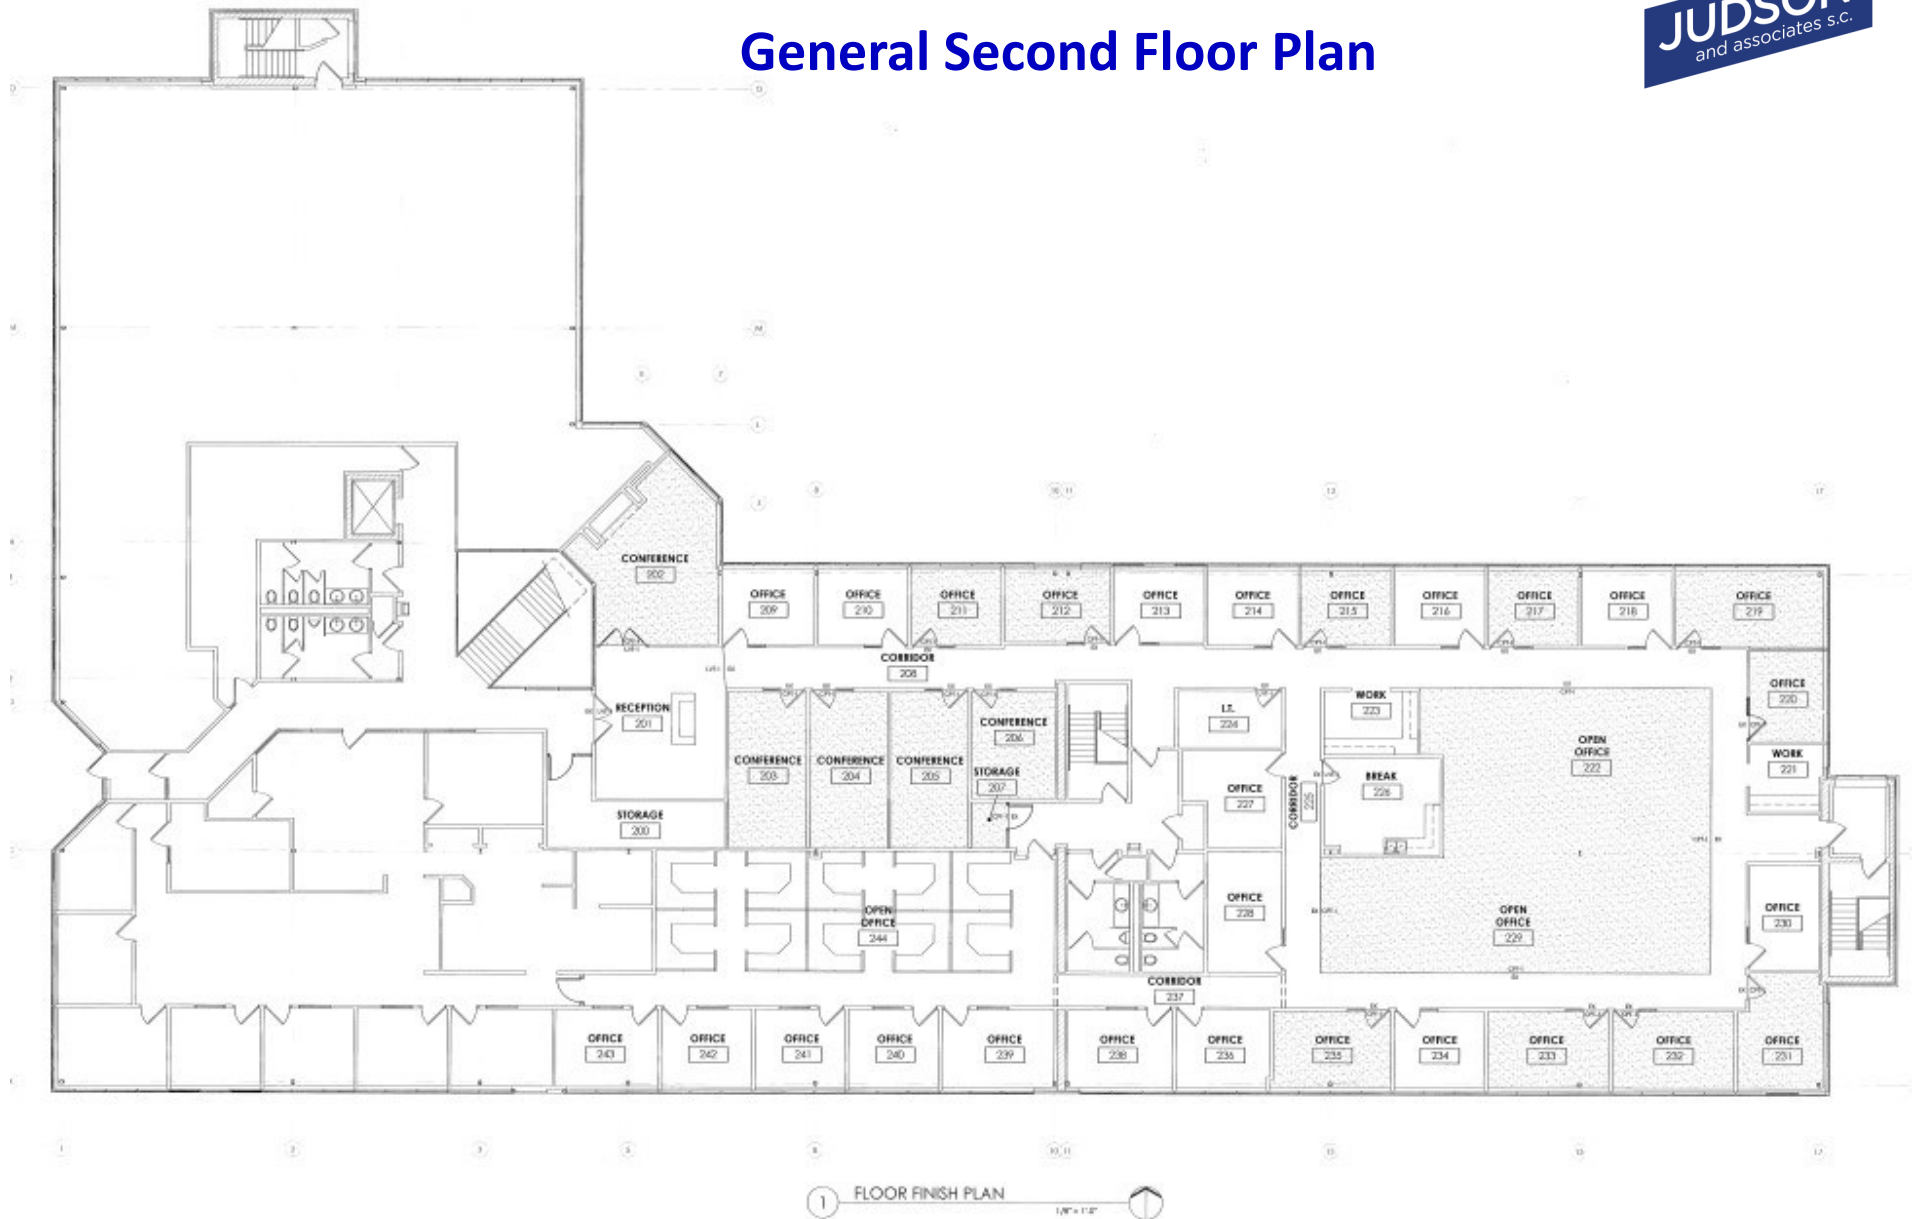 General Second Floor Plan
JUDSON
and associates s.c.
CONFERENCE
202
OFFICE
209
OFFICE
210
OFFICE
211
OFFICE
212
OFFICE
213
OFFICE
214
OFFICE
215
OFFICE
216
OFFICE
217
OFFICE
218
OFFICE
219
CORRIDOR
208
OFFICE
220
RECEPTION
201
CONFERENCE
206
I.T.
224
WORK
223
OPEN
OFFICE
222
WORK
221
CONFERENCE
203
CONFERENCE
204
CONFERENCE
205
STORAGE
207
OFFICE
227
CORRIDOR
225
BREAK
226
STORAGE
200
OPEN
OFFICE
244
OFFICE
228
OPEN
OFFICE
229
OFFICE
230
CORRIDOR
237
OFFICE
243
OFFICE
242
OFFICE
241
OFFICE
240
OFFICE
239
OFFICE
238
OFFICE
236
OFFICE
235
OFFICE
234
OFFICE
233
OFFICE
232
OFFICE
231
1 FLOOR FINISH PLAN
1/8" = 1'0"